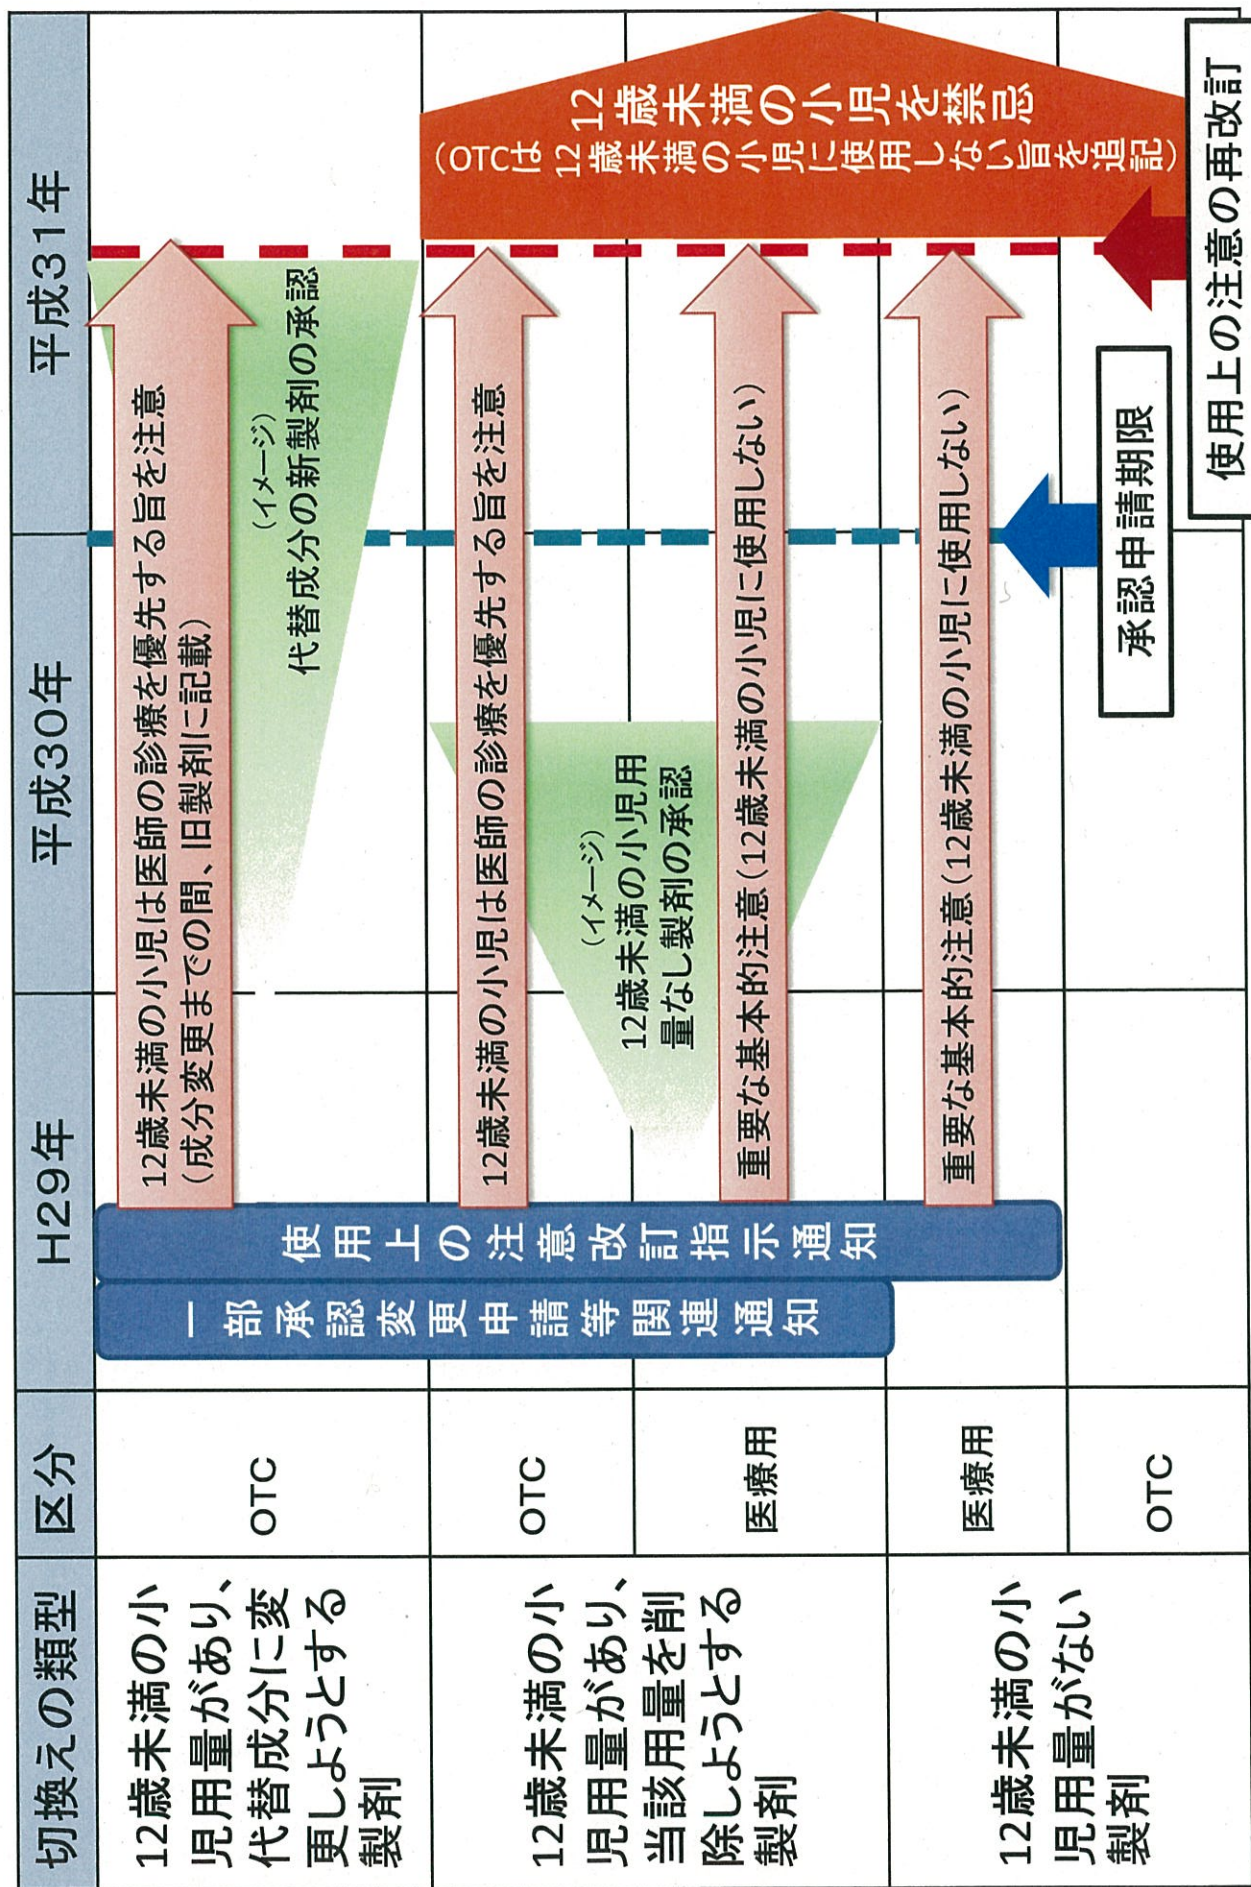 切換えの類型
区分
H29年
平成30年
平成31年
12歳未満の小
児用量があり、
代替成分に変
更しようとする
製剤
OTC
12歳未満の小児は医師の診療を優先する旨を注意
(成分変更までの間、旧製剤に記載)
(イメージ)
代替成分の新製剤の承認
12歳未満の小
児用量があり、
当該用量を削
除しようとする
製剤
OTC
12歳未満の小児は医師の診療を優先する旨を注意
(イメージ)
12歳未満の小児用
量なし製剤の承認
医療用
重要な基本的注意(12歳未満の小児に使用しない)
12歳未満の小
児用量がない
製剤
医療用
重要な基本的注意(12歳未満の小児に使用しない)
OTC
一部承認変更申請等関連通知
使用上の注意改訂指示通知
12歳未満の小児を禁忌
(OTCは12歳未満の小児に使用しない旨を追記)
承認申請期限
使用上の注意の再改訂